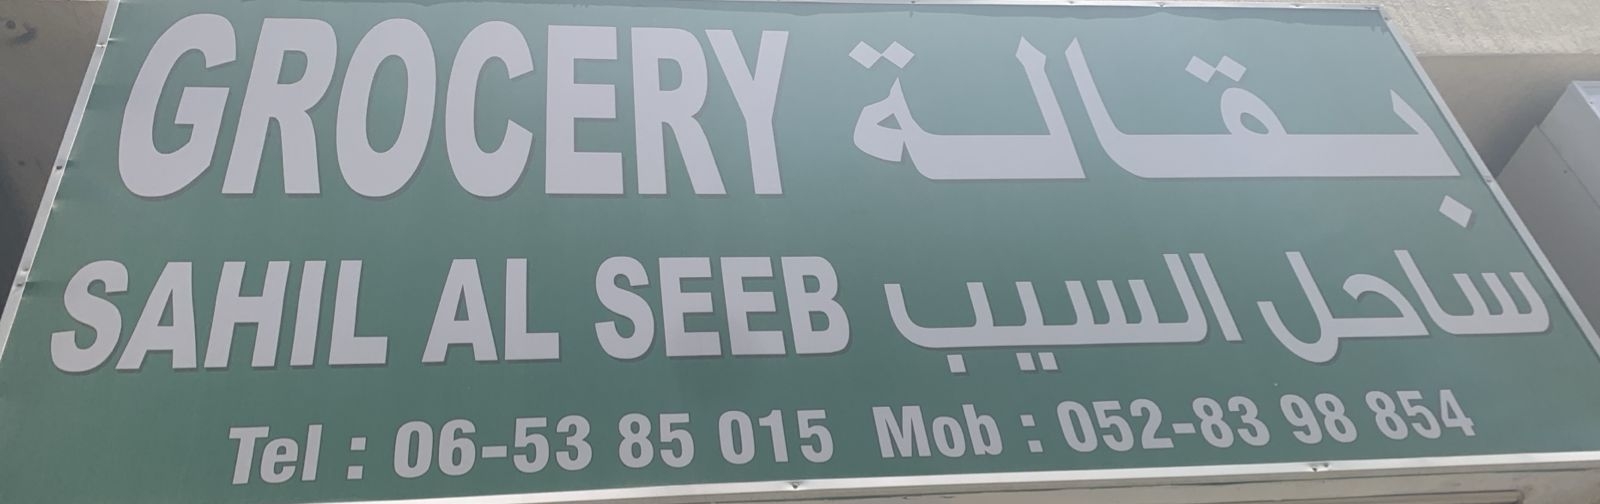 GROCERY بقالة
SAHIL AL SEEB ساحل السيب
Tel : 06-53 85 015 Mob : 052-83 98 854